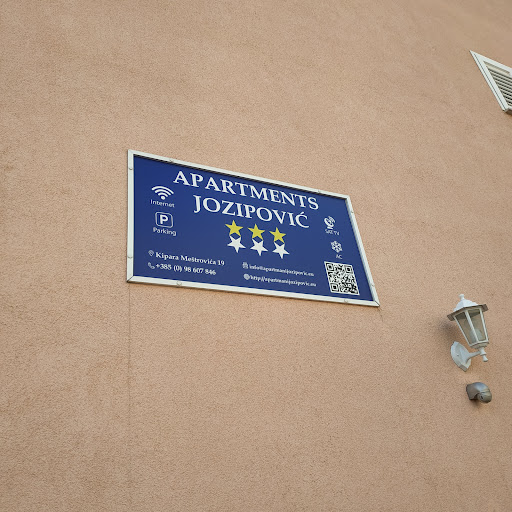 APARTMENTS
JOZIPOVIĆ
Internet
P
Parking
SAT TV
AC
Kipara Meštrovića 19
+385 (0) 98 607 846
info@apartmanijozipovic.eu
http://apartmanijozipovic.eu